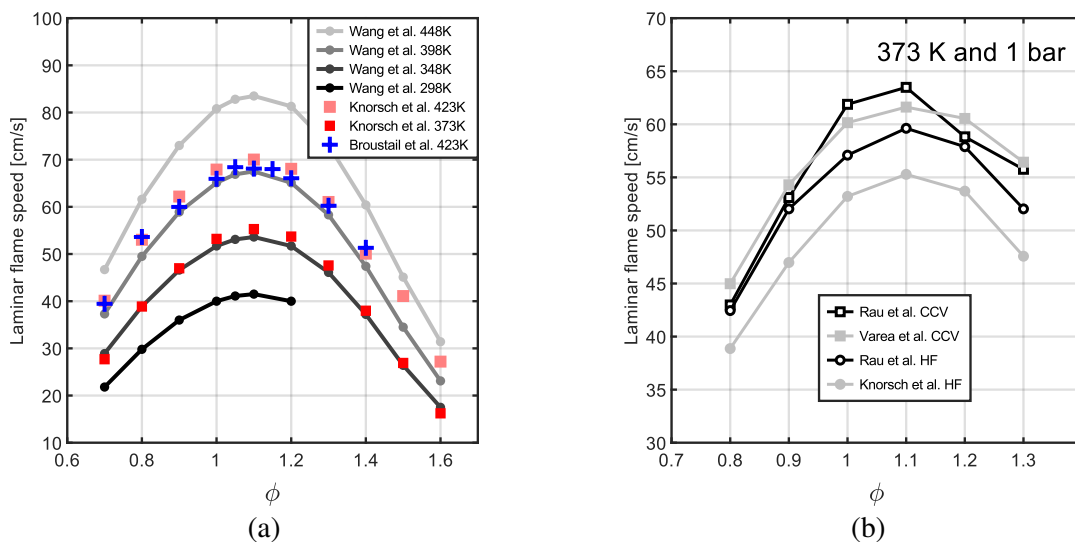 100
90
80
70
60
50
40
30
20
10
0.6
0.8
1
1.2
1.4
1.6
Laminar flame speed [cm/s]
ϕ
Wang et al. 448K
Wang et al. 398K
Wang et al. 348K
Wang et al. 298K
Knorsch et al. 423K
Knorsch et al. 373K
Broustail et al. 423K
(a)
70
65
60
55
50
45
40
35
30
0.7
0.8
0.9
1
1.1
1.2
1.3
Laminar flame speed [cm/s]
ϕ
373 K and 1 bar
Rau et al. CCV
Varea et al. CCV
Rau et al. HF
Knorsch et al. HF
(b)